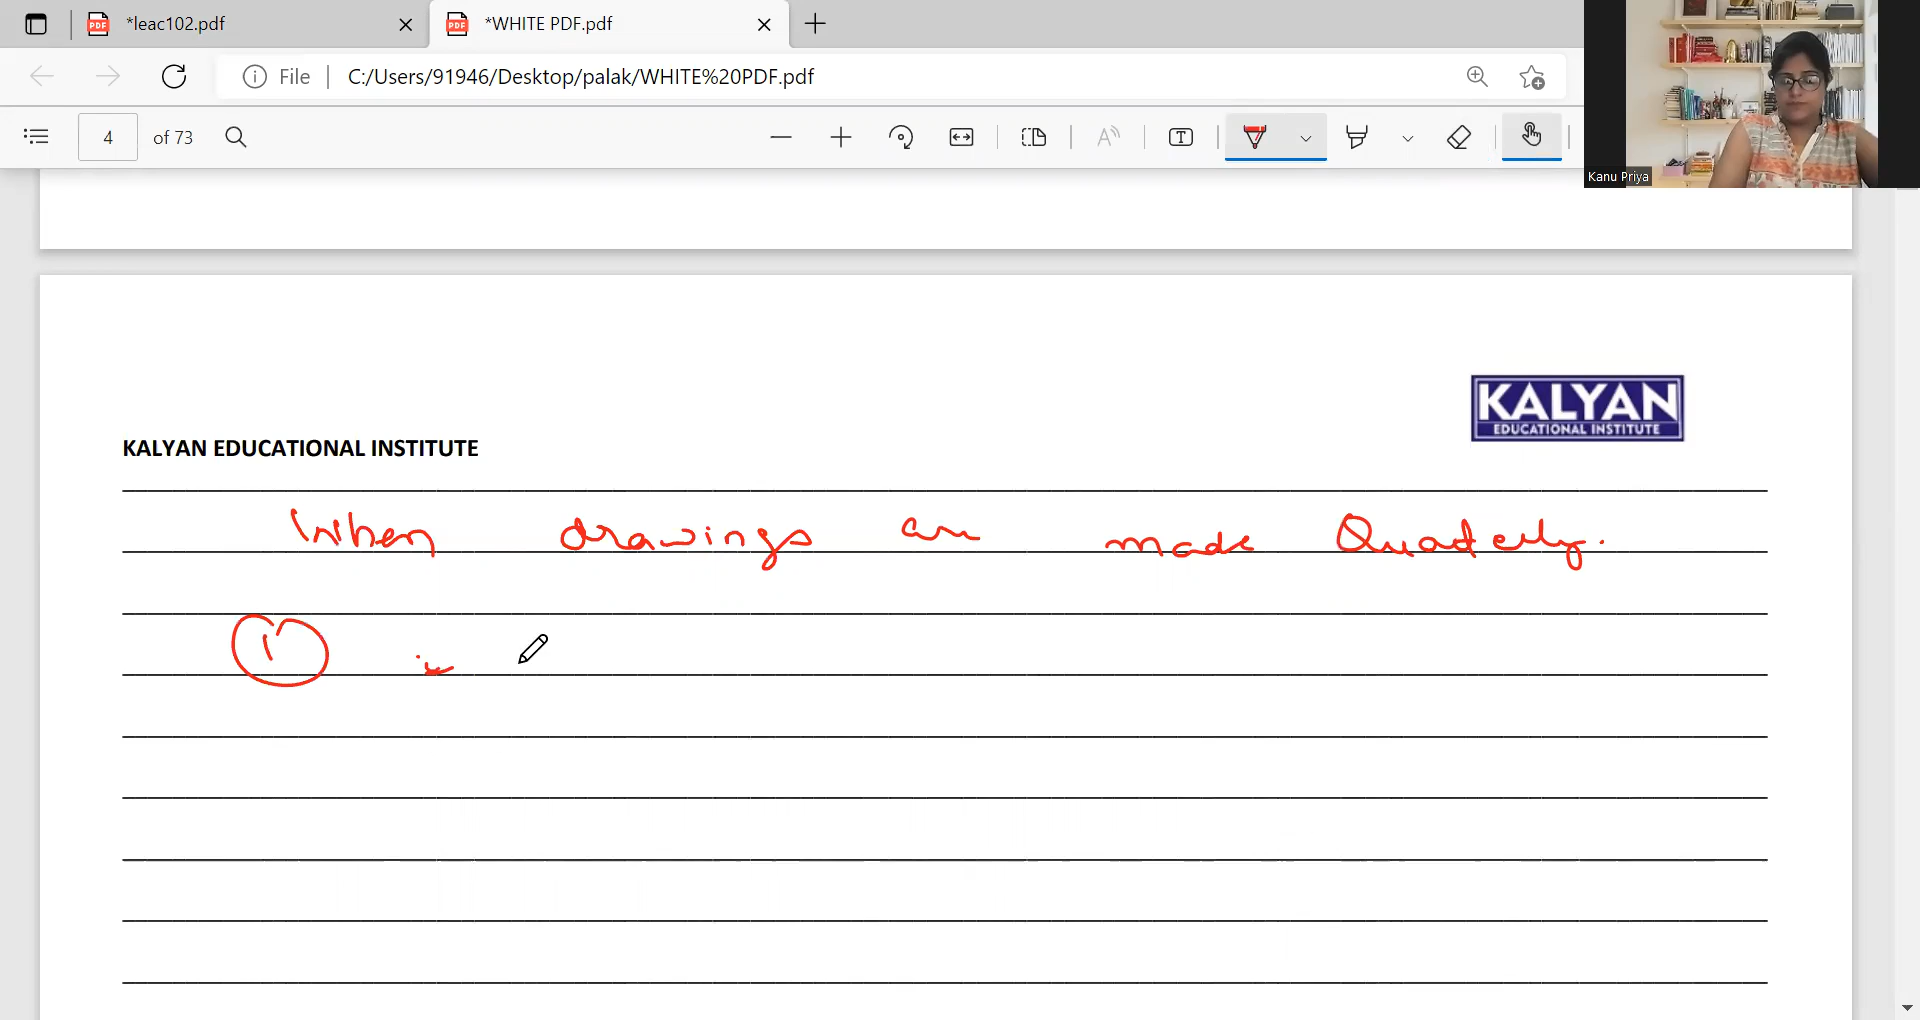 *leac102.pdf
*WHITE PDF.pdf
File
C:/Users/91946/Desktop/palak/WHITE%20PDF.pdf
4 of 73
Kanu Priya
KALYAN
EDUCATIONAL INSTITUTE
KALYAN EDUCATIONAL INSTITUTE
When drawings are made Quarterly.
1